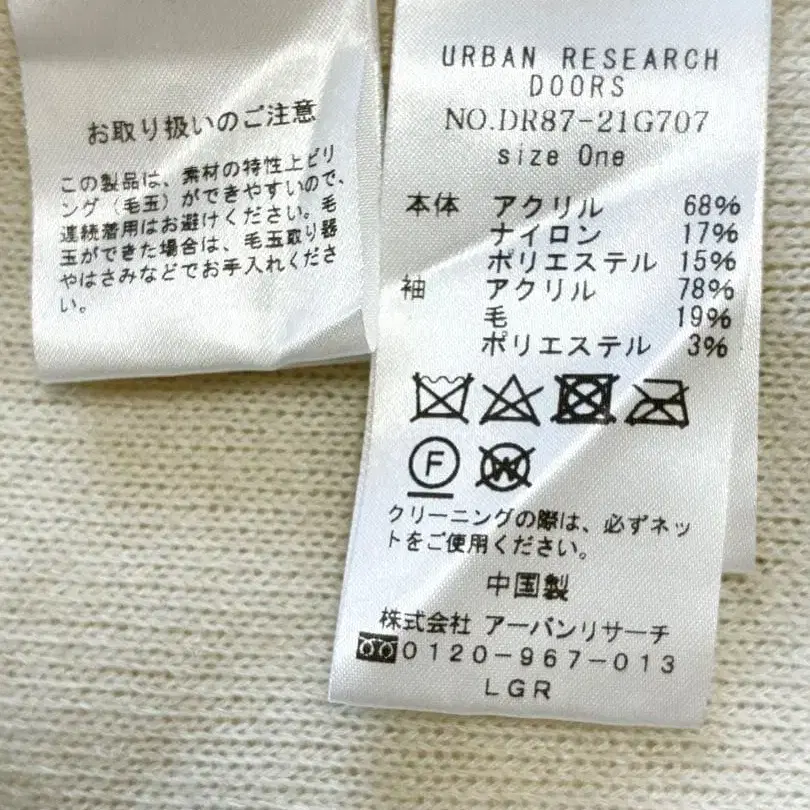 お取り扱いのご注意
この製品は、素材の特性上ピリ
ング（毛玉）ができやすいので、
連続着用はお避けください。毛
玉ができた場合は、毛玉取り器
やはさみなどでお手入れくださ
い。
URBAN RESEARCH
DOORS
NO.DR87-21G707
size One
本体 アクリル 68%
ナイロン 17%
ポリエステル 15%
袖 アクリル 78%
毛 19%
ポリエステル 3%
F W
クリーニングの際は、必ずネッ
トをご使用ください。
中国製
株式会社 アーバンリサーチ
0120-967-013
LGR